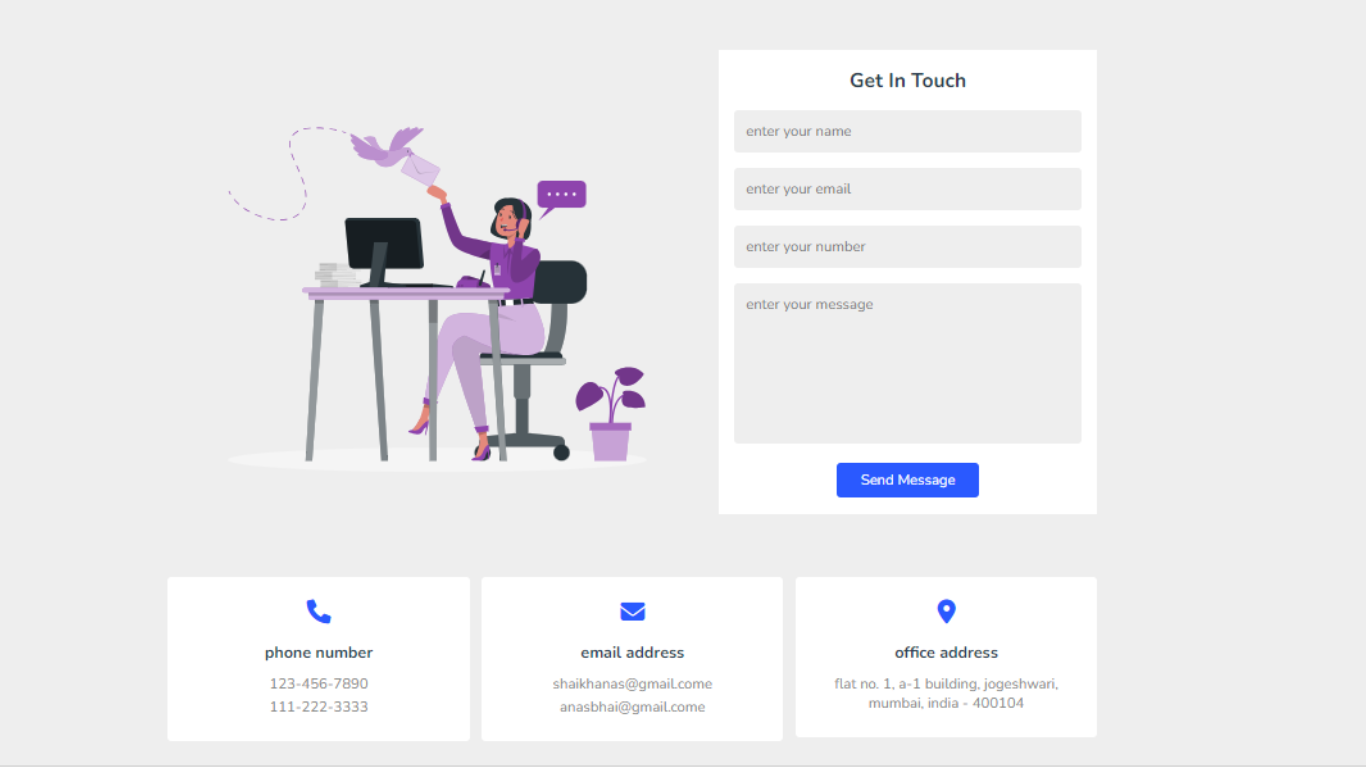 Get In Touch
enter your name
enter your email
enter your number
enter your message
Send Message
phone number
123-456-7890
111-222-3333
email address
shaikhanas@gmail.come
anasbhai@gmail.come
office address
flat no. 1, a-1 building, jogeshwari,
mumbai, india - 400104